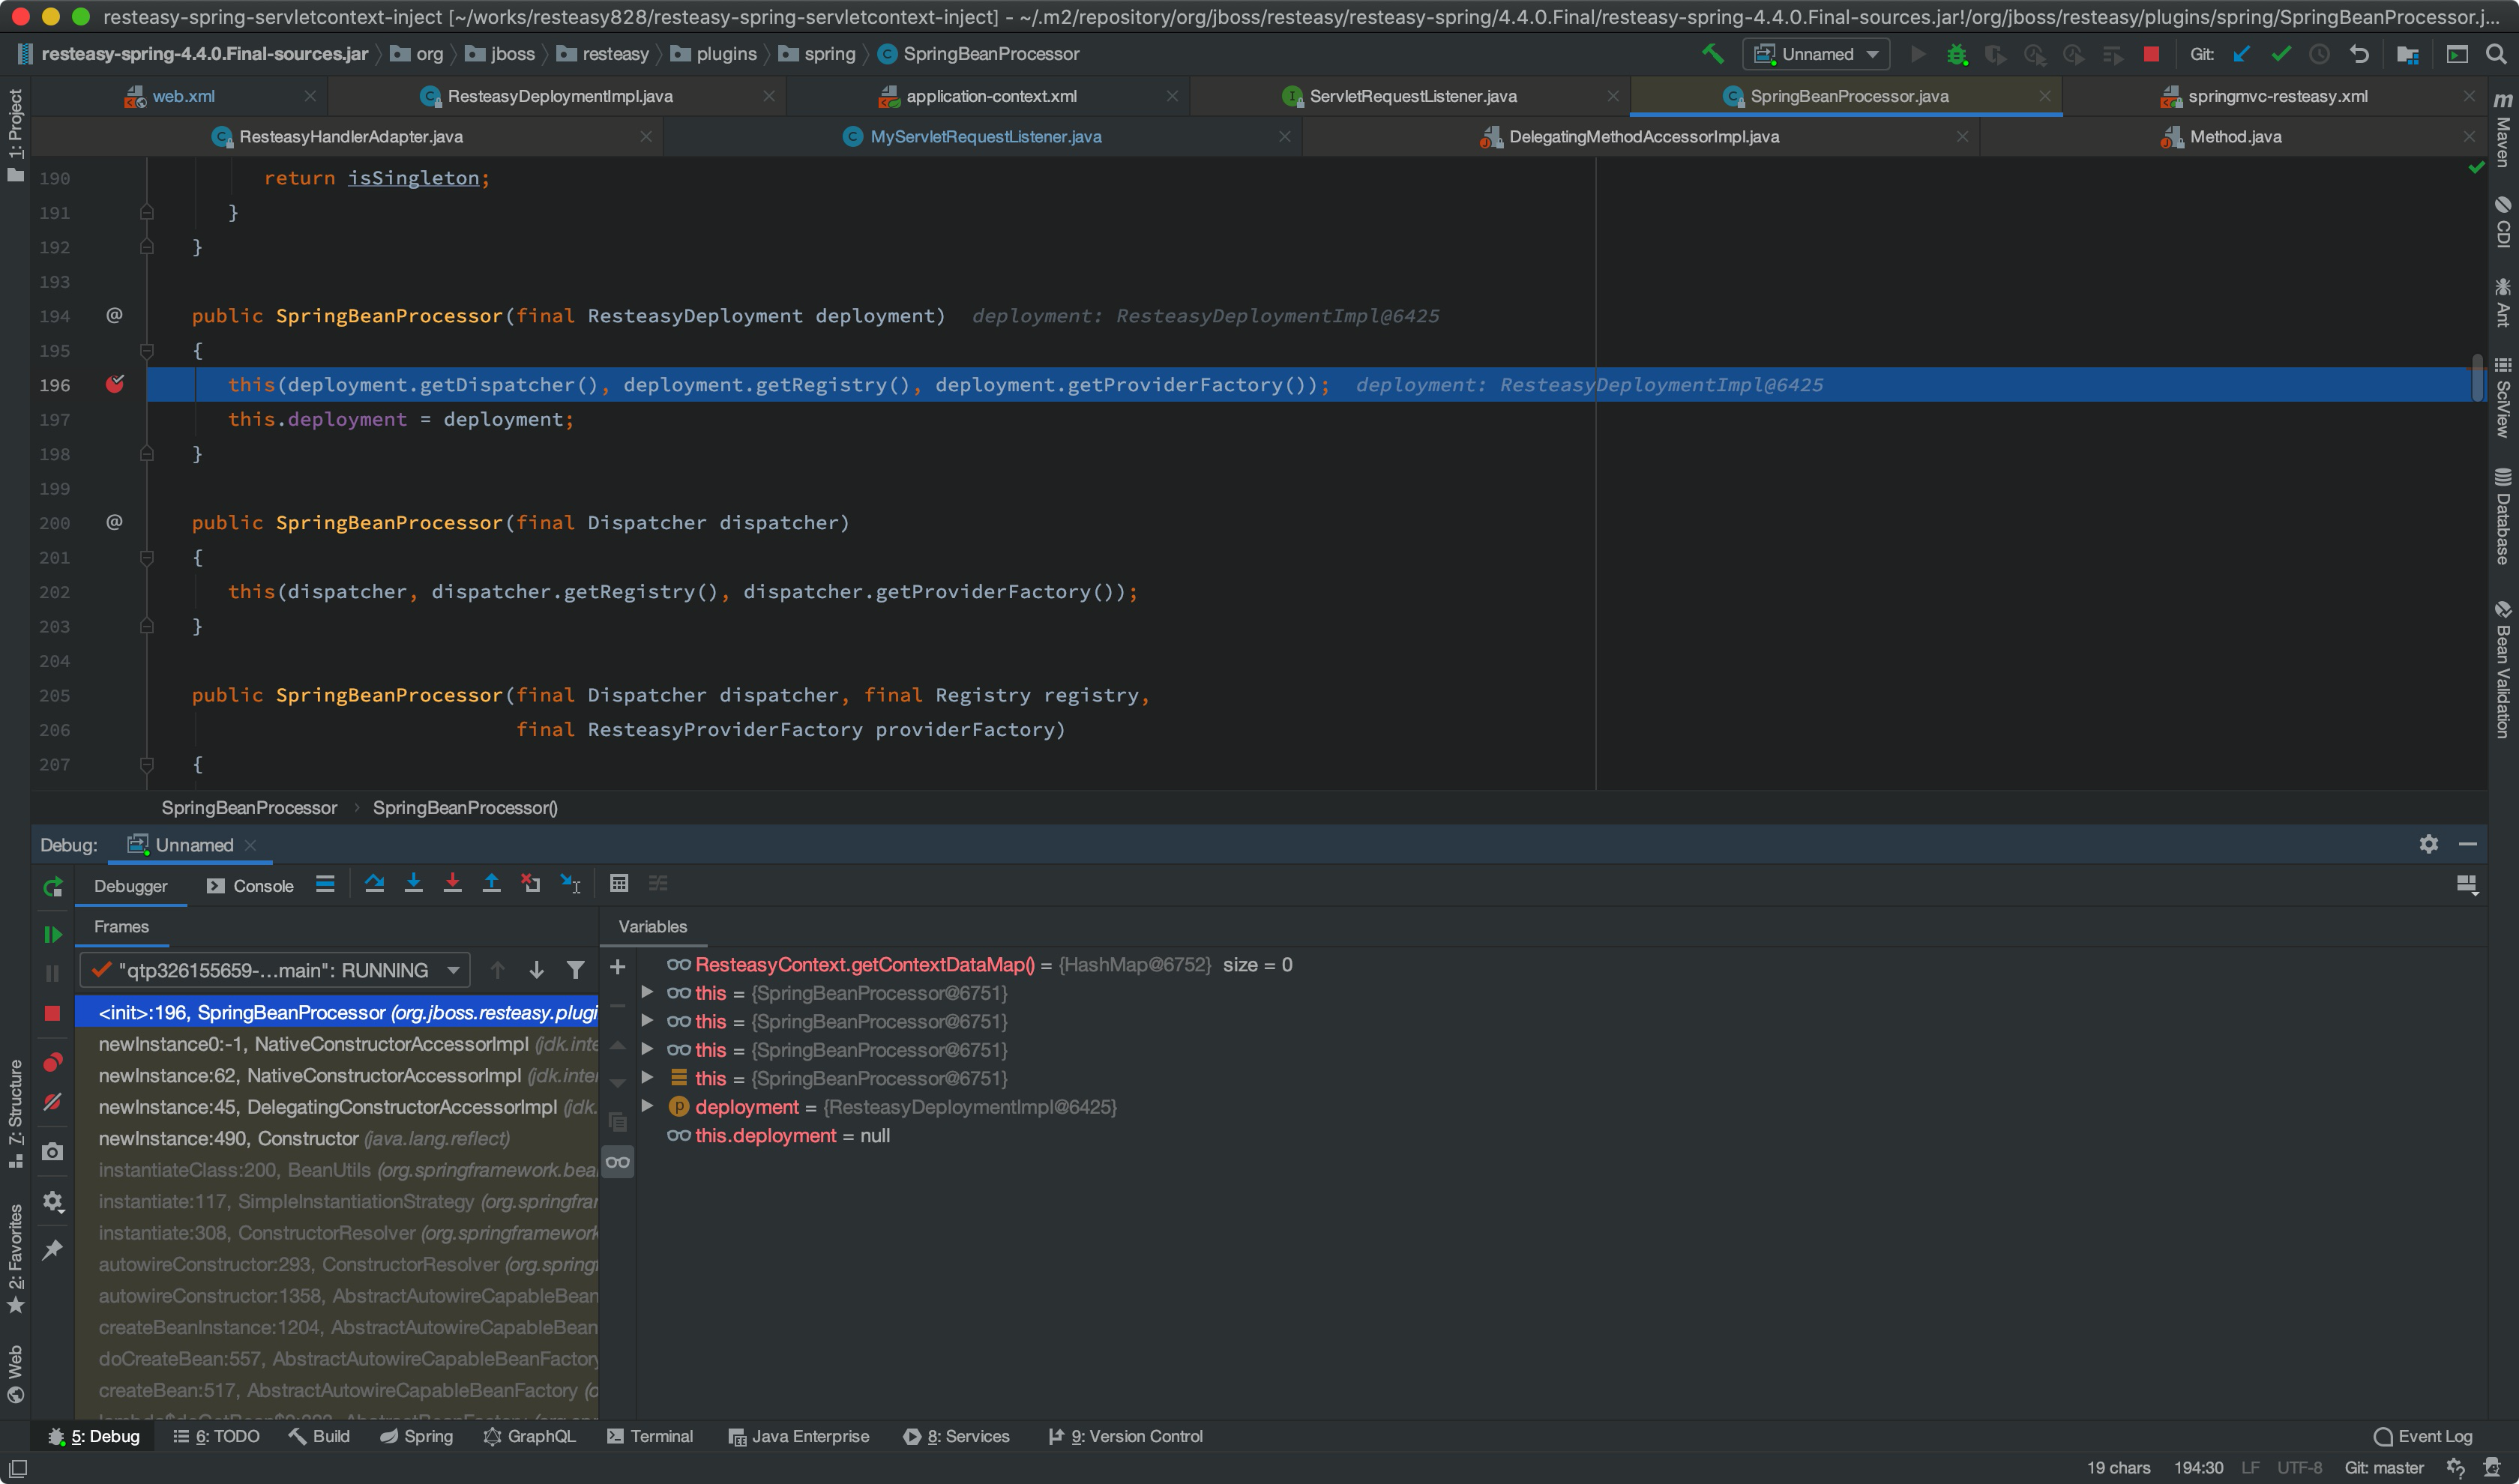 resteasy-spring-servletcontext-inject [~/works/resteasy828/resteasy-spring-servletcontext-inject] - ~/.m2/repository/org/jboss/resteasy/resteasy-spring/4.4.0.Final/resteasy-spring-4.4.0.Final-sources.jar!/org/jboss/resteasy/plugins/spring/SpringBeanProcessor.j...
resteasy-spring-4.4.0.Final-sources.jar org jboss resteasy plugins spring SpringBeanProcessor Unnamed Git:
web.xml ResteasyDeploymentImpl.java application-context.xml ServletRequestListener.java SpringBeanProcessor.java springmvc-resteasy.xml
ResteasyHandlerAdapter.java MyServletRequestListener.java DelegatingMethodAccessorImpl.java Method.java
1: Project
7: Structure
2: Favorites
Web
190 return isSingleton;
191 }
192 }
193
194 @ public SpringBeanProcessor(final ResteasyDeployment deployment) deployment: ResteasyDeploymentImpl@6425
195 {
196 this(deployment.getDispatcher(), deployment.getRegistry(), deployment.getProviderFactory()); deployment: ResteasyDeploymentImpl@6425
197 this.deployment = deployment;
198 }
199
200 @ public SpringBeanProcessor(final Dispatcher dispatcher)
201 {
202 this(dispatcher, dispatcher.getRegistry(), dispatcher.getProviderFactory());
203 }
204
205 public SpringBeanProcessor(final Dispatcher dispatcher, final Registry registry,
206 final ResteasyProviderFactory providerFactory)
207 {
SpringBeanProcessor › SpringBeanProcessor()
Maven
CDI
Ant
SciView
Database
Bean Validation
Debug: Unnamed
Debugger Console
Frames
"qtp326155659-...main": RUNNING
<init>:196, SpringBeanProcessor (org.jboss.resteasy.plugi
newInstance0:-1, NativeConstructorAccessorImpl (jdk.inte
newInstance:62, NativeConstructorAccessorImpl (jdk.inter
newInstance:45, DelegatingConstructorAccessorImpl (jdk.
newInstance:490, Constructor (java.lang.reflect)
instantiateClass:200, BeanUtils (org.springframework.bea
instantiate:117, SimpleInstantiationStrategy (org.springfrar
instantiate:308, ConstructorResolver (org.springframework
autowireConstructor:293, ConstructorResolver (org.springf
autowireConstructor:1358, AbstractAutowireCapableBean
createBeanInstance:1204, AbstractAutowireCapableBean
doCreateBean:557, AbstractAutowireCapableBeanFactory
createBean:517, AbstractAutowireCapableBeanFactory (o
Variables
ResteasyContext.getContextDataMap() = {HashMap@6752} size = 0
this = {SpringBeanProcessor@6751}
this = {SpringBeanProcessor@6751}
this = {SpringBeanProcessor@6751}
this = {SpringBeanProcessor@6751}
deployment = {ResteasyDeploymentImpl@6425}
this.deployment = null
5: Debug 6: TODO Build Spring GraphQL Terminal Java Enterprise 8: Services 9: Version Control Event Log
19 chars 194:30 LF UTF-8 Git: master